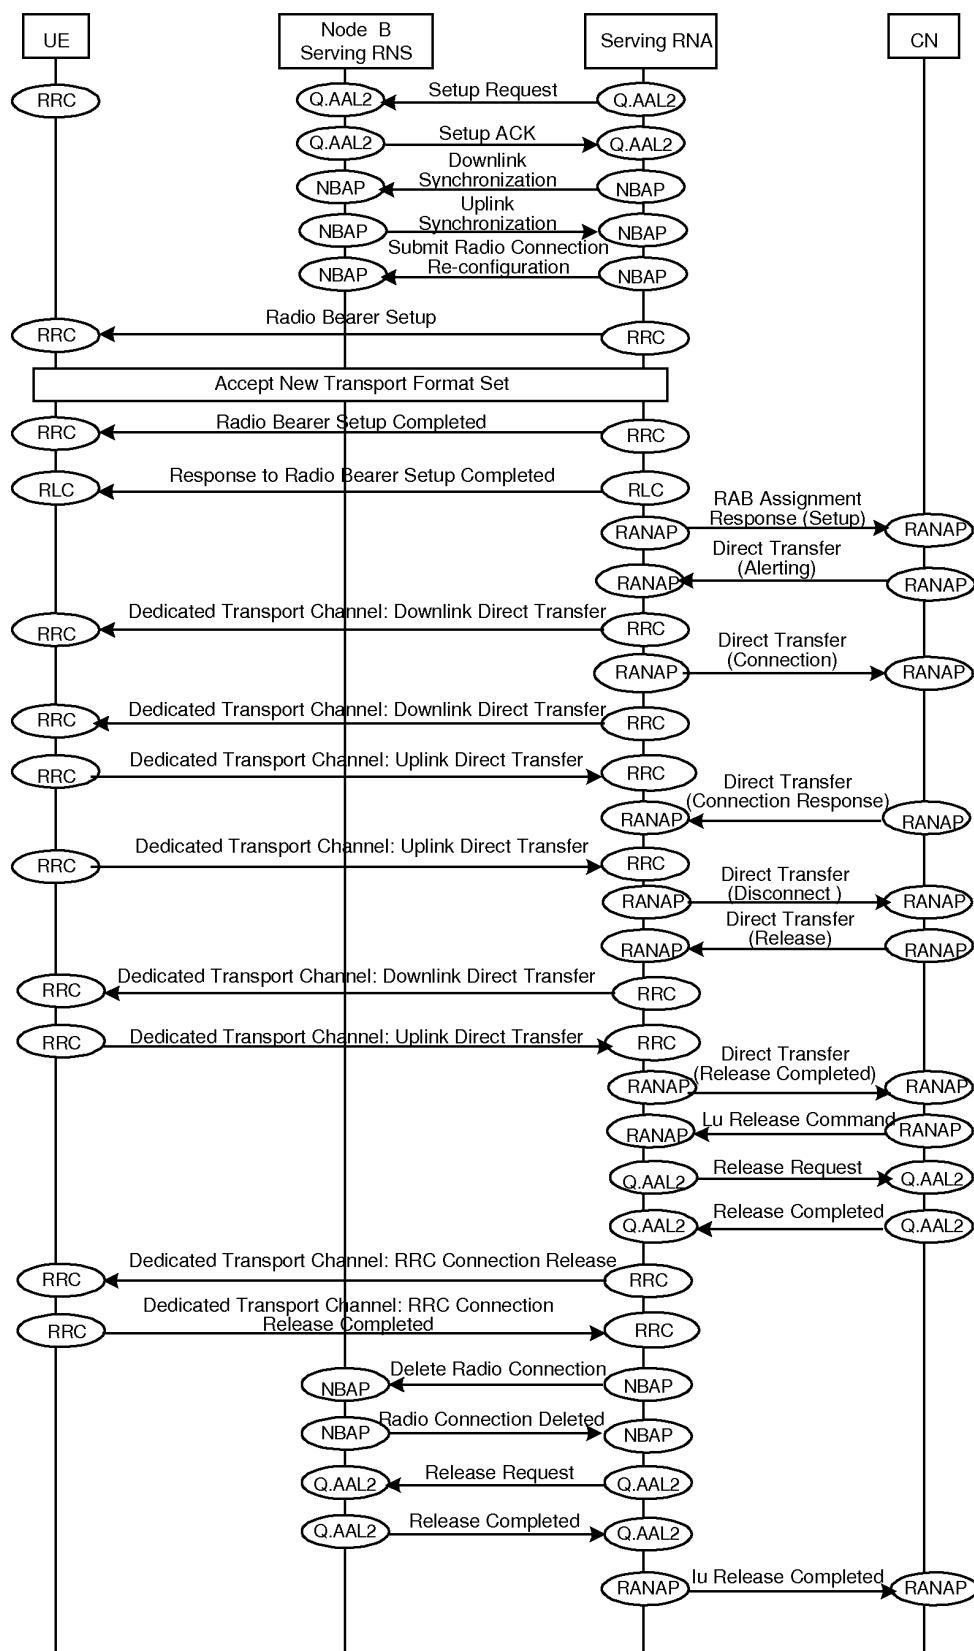 UE
Node B
Serving RNS
Serving RNA
CN
RRC
Q.AAL2
Setup Request
Q.AAL2
Q.AAL2
Setup ACK
Q.AAL2
Downlink
Synchronization
NBAP
NBAP
Uplink
Synchronization
NBAP
NBAP
Submit Radio Connection
Re-configuration
NBAP
NBAP
RRC
Radio Bearer Setup
RRC
Accept New Transport Format Set
RRC
Radio Bearer Setup Completed
RRC
RLC
Response to Radio Bearer Setup Completed
RLC
RANAP
RAB Assignment
Response (Setup)
RANAP
RANAP
Direct Transfer
(Alerting)
RANAP
RRC
Dedicated Transport Channel: Downlink Direct Transfer
RRC
RANAP
Direct Transfer
(Connection)
RANAP
RRC
Dedicated Transport Channel: Downlink Direct Transfer
RRC
RRC
Dedicated Transport Channel: Uplink Direct Transfer
RRC
RANAP
Direct Transfer
(Connection Response)
RANAP
RRC
Dedicated Transport Channel: Uplink Direct Transfer
RRC
RANAP
Direct Transfer
(Disconnect )
RANAP
RANAP
Direct Transfer
(Release)
RANAP
RRC
Dedicated Transport Channel: Downlink Direct Transfer
RRC
RRC
Dedicated Transport Channel: Uplink Direct Transfer
RRC
RANAP
Direct Transfer
(Release Completed)
RANAP
RANAP
Lu Release Command
RANAP
Q.AAL2
Release Request
Q.AAL2
Q.AAL2
Release Completed
Q.AAL2
RRC
Dedicated Transport Channel: RRC Connection Release
RRC
RRC
Dedicated Transport Channel: RRC Connection
Release Completed
RRC
NBAP
Delete Radio Connection
NBAP
NBAP
Radio Connection Deleted
NBAP
Q.AAL2
Release Request
Q.AAL2
Q.AAL2
Release Completed
Q.AAL2
RANAP
Iu Release Completed
RANAP